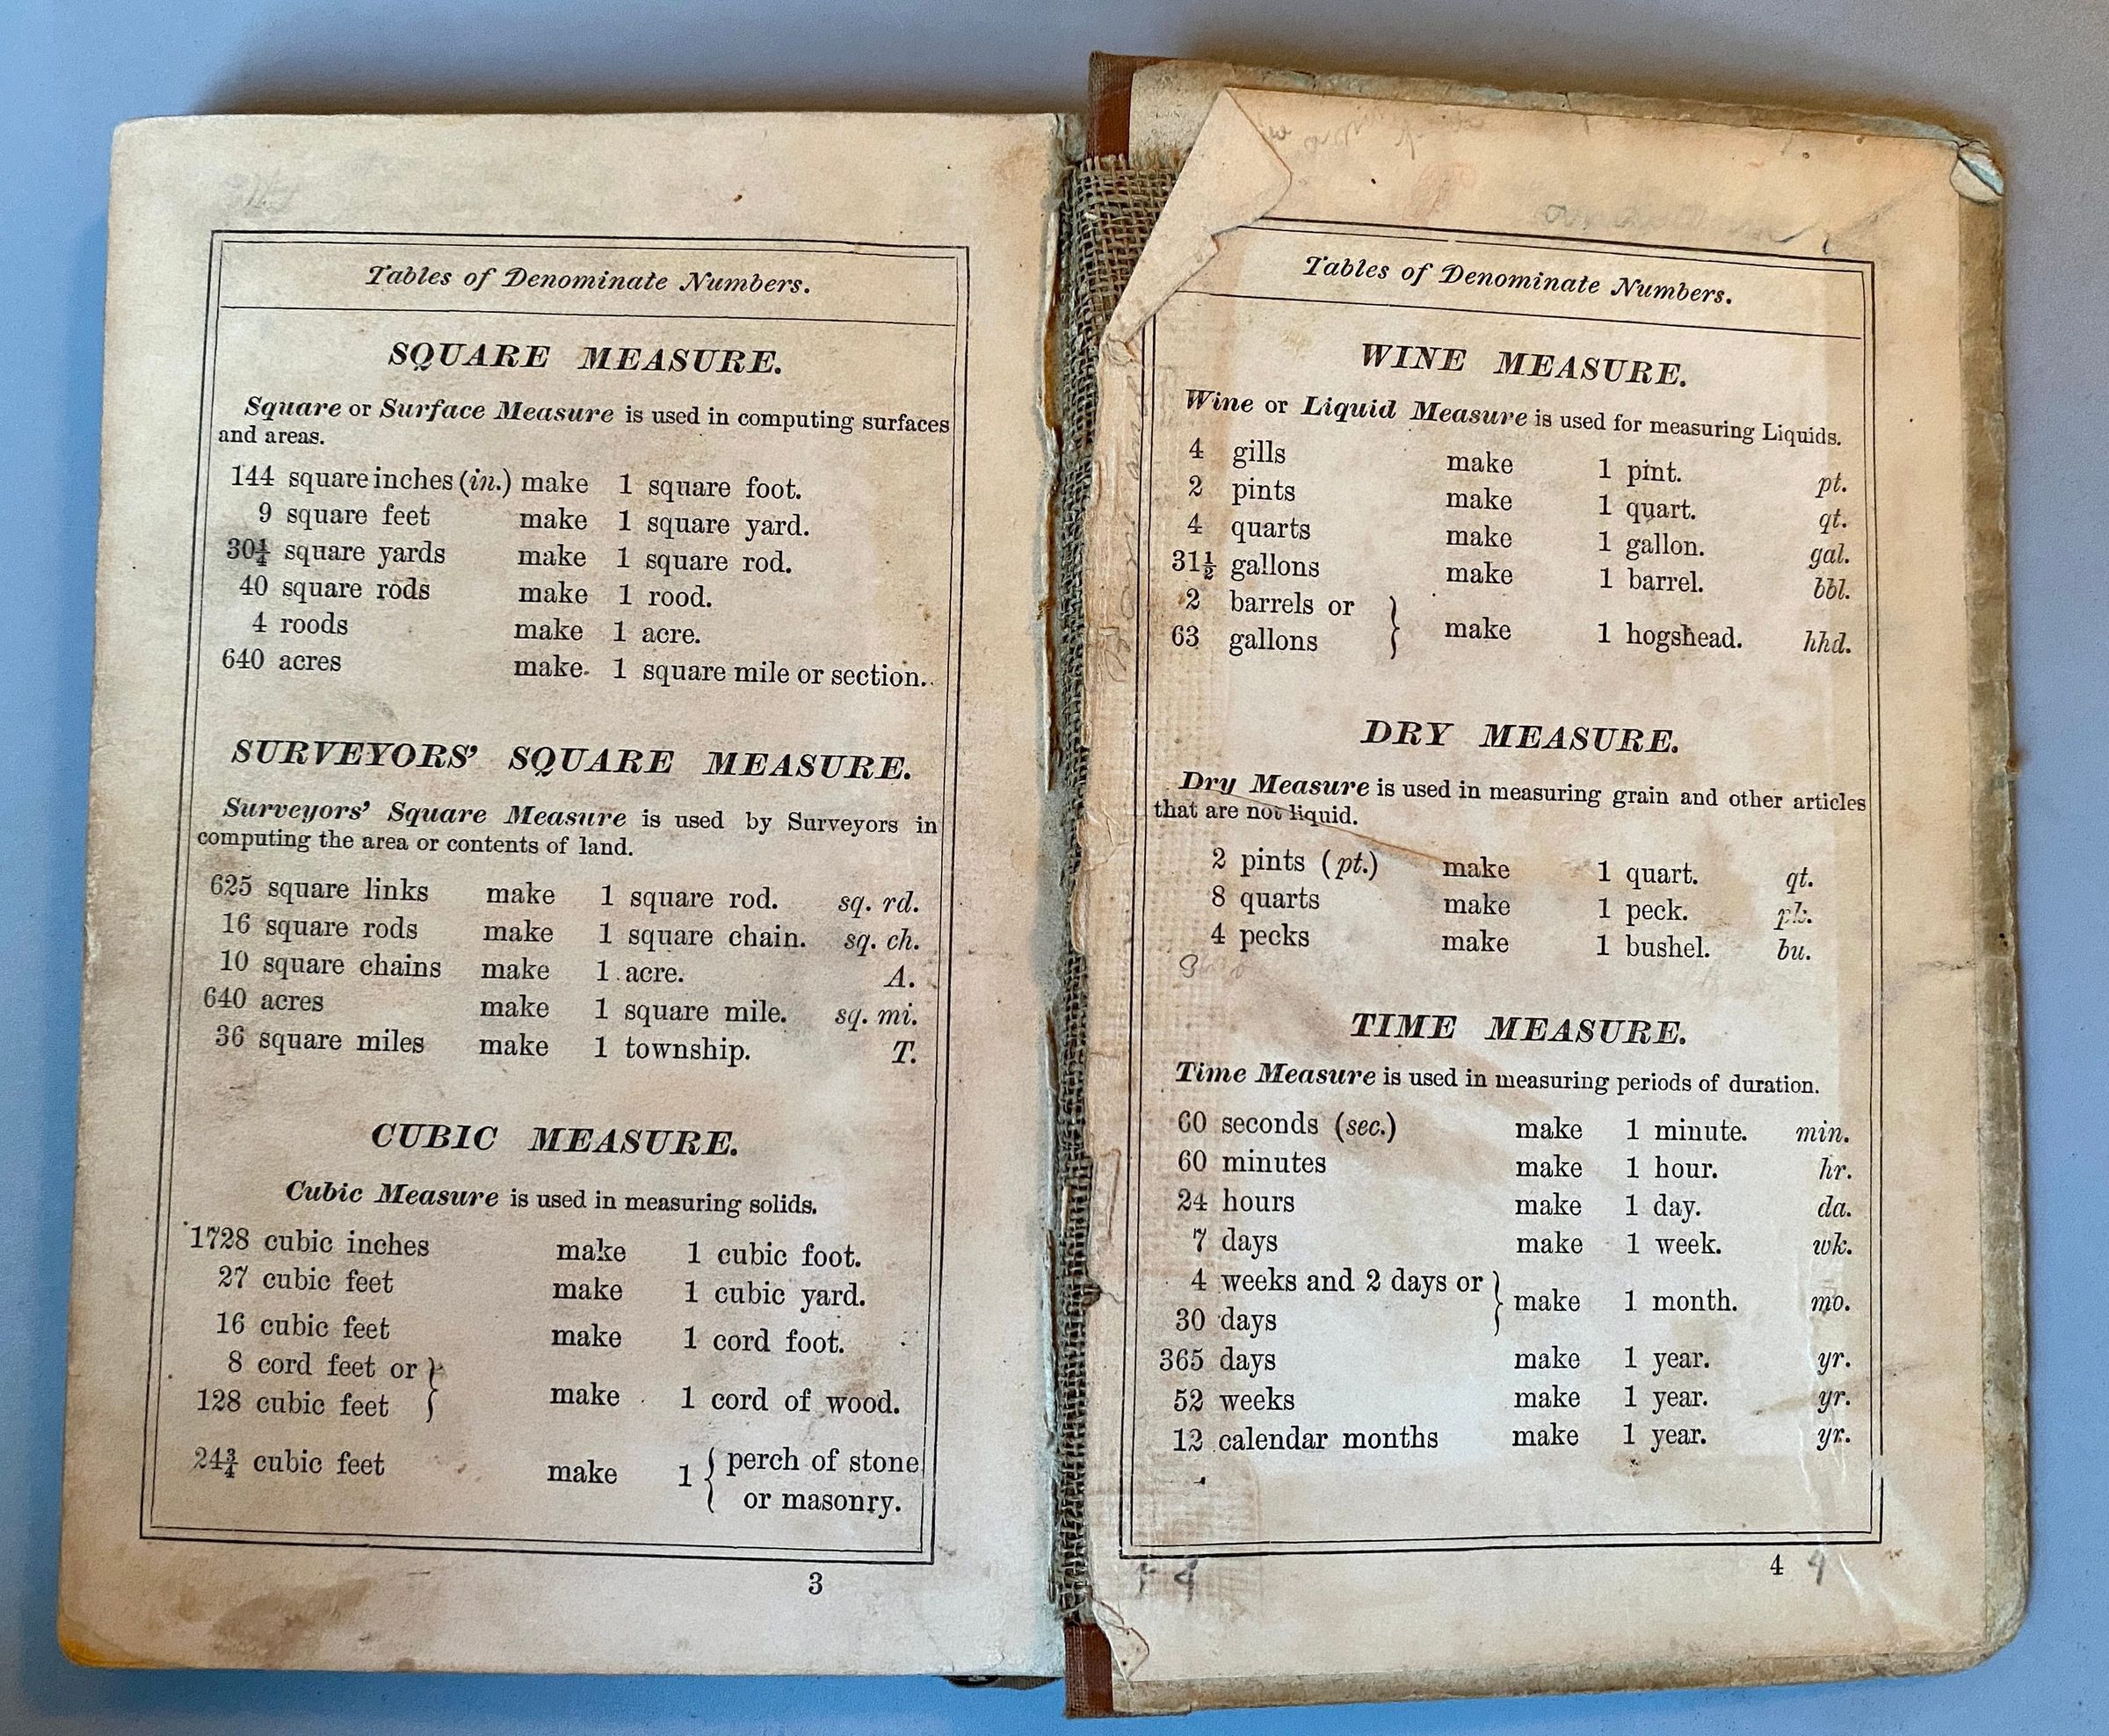 Tables of Denominate Numbers.
SQUARE MEASURE.
Square or Surface Measure is used in computing surfaces
and areas.
144 square inches (in.) make 1 square foot.
9 square feet make 1 square yard.
30¼ square yards make 1 square rod.
40 square rods make 1 rood.
4 roods make 1 acre.
640 acres make 1 square mile or section.
SURVEYORS' SQUARE MEASURE.
Surveyors' Square Measure is used by Surveyors in
computing the area or contents of land.
625 square links make 1 square rod. sq. rd.
16 square rods make 1 square chain. sq. ch.
10 square chains make 1 acre. A.
640 acres make 1 square mile. sq. mi.
36 square miles make 1 township. T.
CUBIC MEASURE.
Cubic Measure is used in measuring solids.
1728 cubic inches make 1 cubic foot.
27 cubic feet make 1 cubic yard.
16 cubic feet make 1 cord foot.
8 cord feet or }
128 cubic feet } make 1 cord of wood.
24¾ cubic feet make 1 { perch of stone
or masonry.
3
Tables of Denominate Numbers.
WINE MEASURE.
Wine or Liquid Measure is used for measuring Liquids.
4 gills make 1 pint. pt.
2 pints make 1 quart. qt.
4 quarts make 1 gallon. gal.
31½ gallons make 1 barrel. bbl.
2 barrels or }
63 gallons } make 1 hogshead. hhd.
DRY MEASURE.
Dry Measure is used in measuring grain and other articles
that are not liquid.
2 pints (pt.) make 1 quart. qt.
8 quarts make 1 peck. pk.
4 pecks make 1 bushel. bu.
TIME MEASURE.
Time Measure is used in measuring periods of duration.
60 seconds (sec.) make 1 minute. min.
60 minutes make 1 hour. hr.
24 hours make 1 day. da.
7 days make 1 week. wk.
4 weeks and 2 days or }
30 days } make 1 month. mo.
365 days make 1 year. yr.
52 weeks make 1 year. yr.
12 calendar months make 1 year. yr.
4